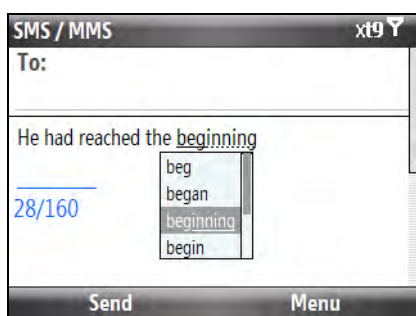 SMS / MMS xt9
To:
He had reached the beginning
beg
began
beginning
begin
28/160
Send Menu